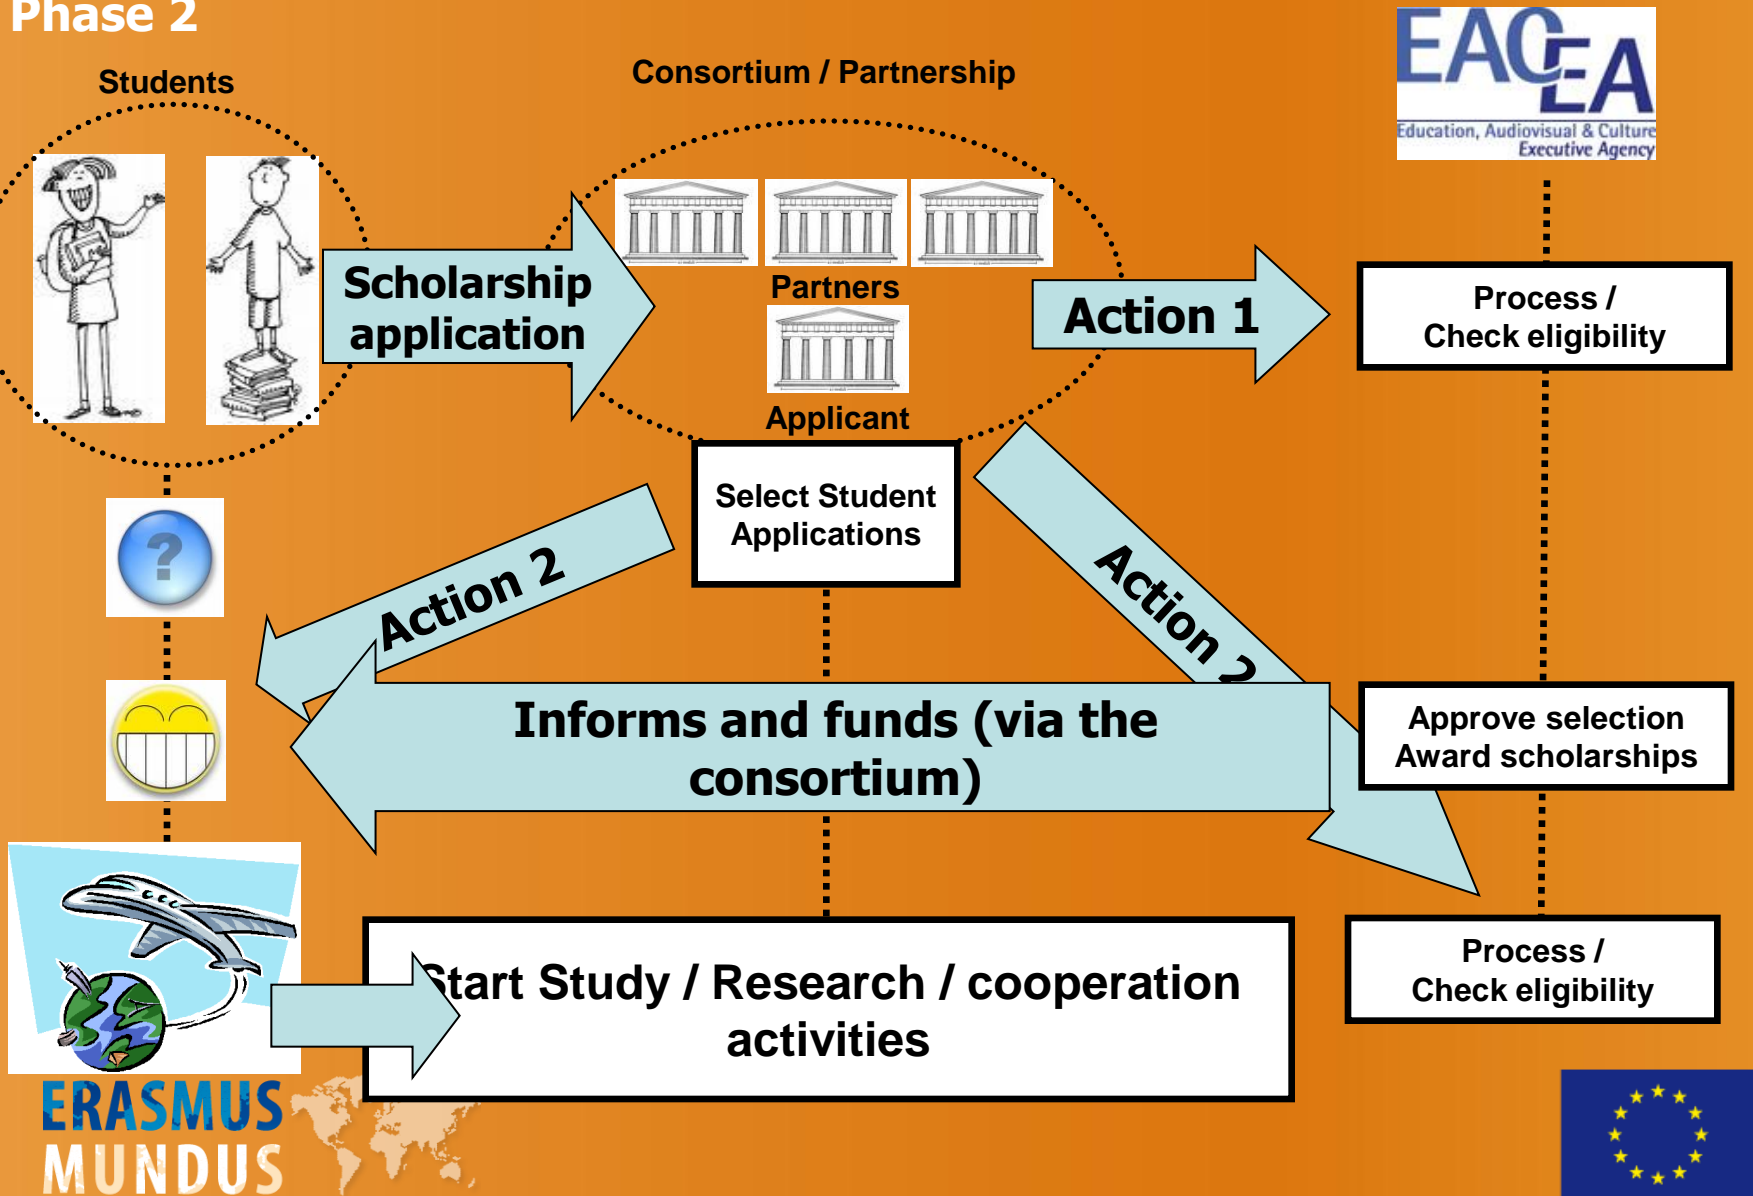 Phase 2
Students
Consortium / Partnership
EACEA
Education, Audiovisual & Culture
Executive Agency
Scholarship
application
Partners
Applicant
Action 1
Process /
Check eligibility
Select Student
Applications
?
Action 2
Action 2
Informs and funds (via the
consortium)
Approve selection
Award scholarships
Start Study / Research / cooperation
activities
Process /
Check eligibility
ERASMUS
MUNDUS